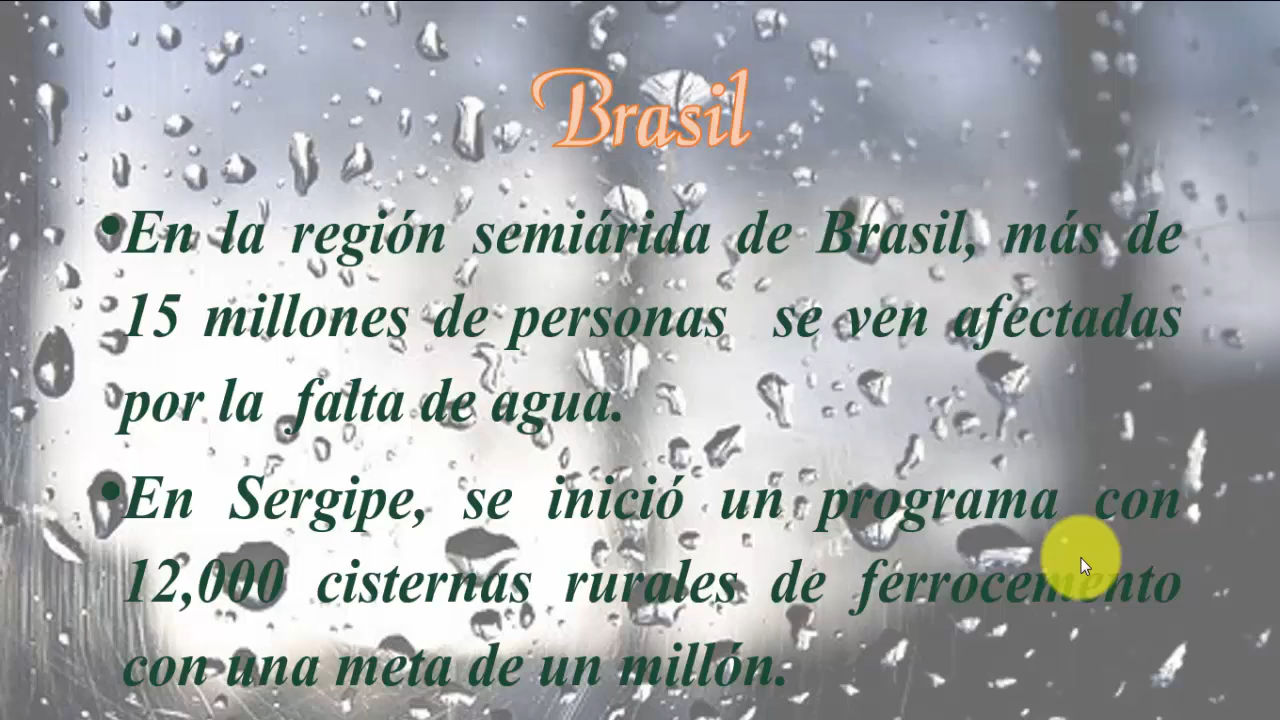 Brasil
•En la región semiárida de Brasil, más de
15 millones de personas se ven afectadas
por la falta de agua.
•En Sergipe, se inició un programa con
12,000 cisternas rurales de ferrocemento
con una meta de un millón.